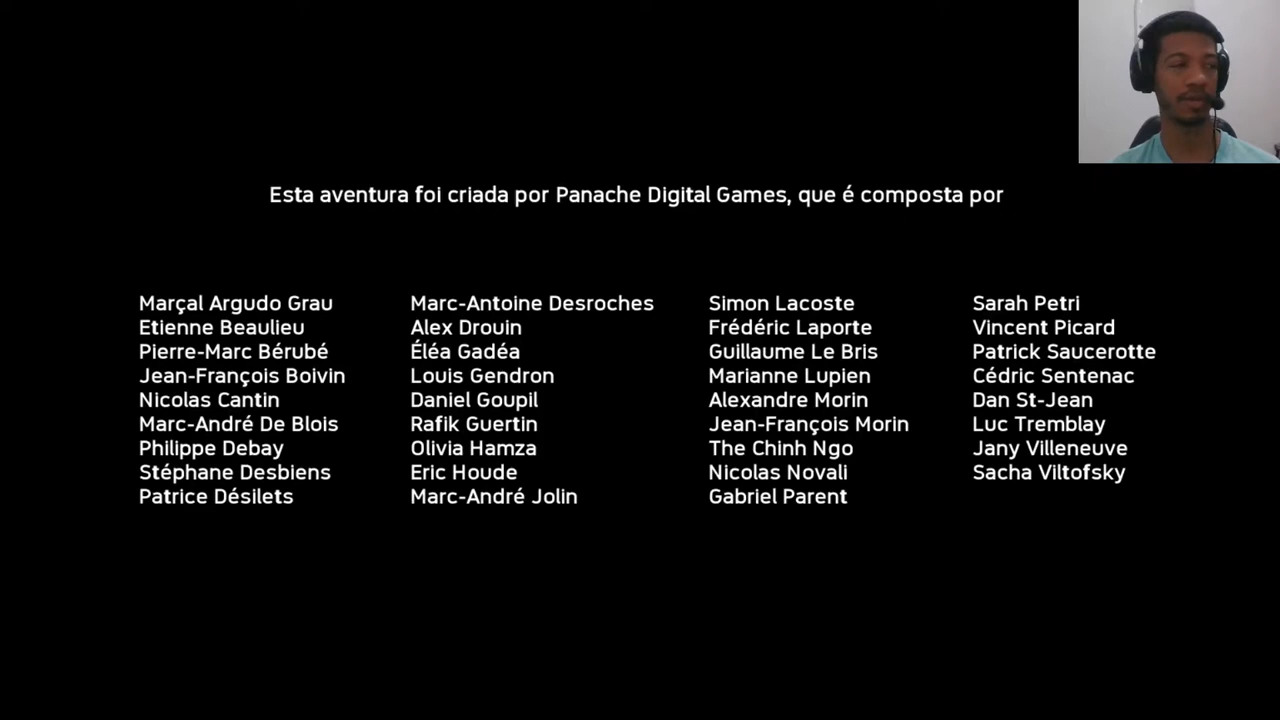 Esta aventura foi criada por Panache Digital Games, que é composta por
Marçal Argudo Grau
Etienne Beaulieu
Pierre-Marc Bérubé
Jean-François Boivin
Nicolas Cantin
Marc-André De Blois
Philippe Debay
Stéphane Desbiens
Patrice Désilets
Marc-Antoine Desroches
Alex Drouin
Éléa Gadéa
Louis Gendron
Daniel Goupil
Rafik Guertin
Olivia Hamza
Eric Houde
Marc-André Jolin
Simon Lacoste
Frédéric Laporte
Guillaume Le Bris
Marianne Lupien
Alexandre Morin
Jean-François Morin
The Chinh Ngo
Nicolas Novali
Gabriel Parent
Sarah Petri
Vincent Picard
Patrick Saucerotte
Cédric Sentenac
Dan St-Jean
Luc Tremblay
Jany Villeneuve
Sacha Viltofsky